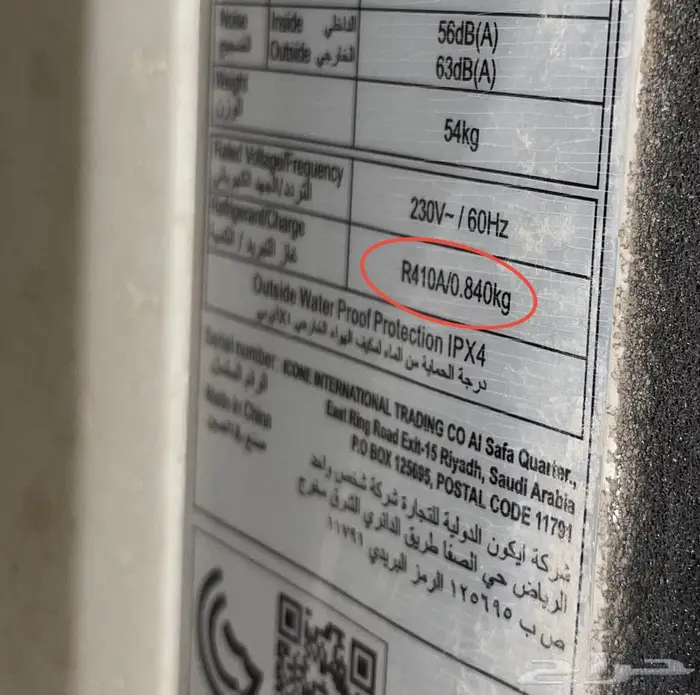 Noise
Inside الداخلي
56dB(A)
الضجيج
Outside الخارجي
63dB(A)
Weight
الوزن
54kg
Rated Voltage/Frequency
التردد/الجهد الكهربائي
230V~ / 60Hz
Refrigerant/Charge
غاز التبريد / الكمية
R410A/0.840kg
Outside Water Proof Protection IPX4
درجة الحماية من الماء لمكيف الهواء الخارجي
Serial number: ICONE INTERNATIONAL TRADING CO Al Safa Quarter.,
الرقم المتسلسل
East Ring Road Exit-15 Riyadh, Saudi Arabia
Made in China
P.O BOX 125695, POSTAL CODE 11791
صنع في الصين
شركة ايكون الدولية للتجارة شركة شخص واحد
الرياض حي الصفا طريق الدائري الشرق مخرج
ص ب ١٢٥٦٩٥ الرمز البريدي ١١٧٩١
حراج